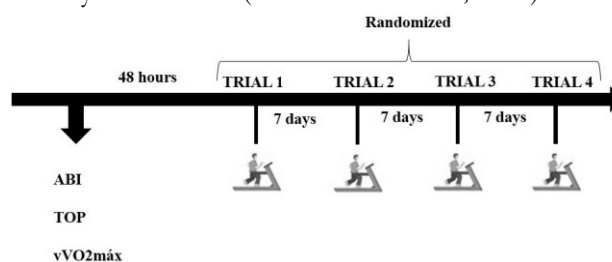 Randomized
48 hours
TRIAL 1 TRIAL 2 TRIAL 3 TRIAL 4
7 days 7 days 7 days
ABI
TOP
vVO2máx